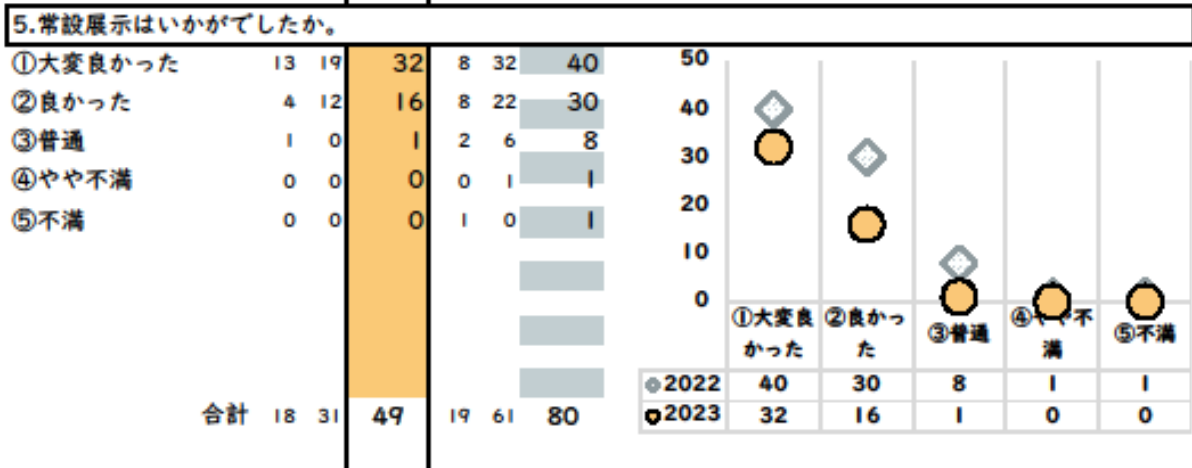 5.常設展示はいかがでしたか。
①大変良かった 13 19 32 8 32 40
②良かった 4 12 16 8 22 30
③普通 1 0 1 2 6 8
④やや不満 0 0 0 0 1 1
⑤不満 0 0 0 1 0 1
合計 18 31 49 19 61 80
50
40
30
20
10
0
①大変良かった ②良かった ③普通 ④やや不満 ⑤不満
2022 40 30 8 1 1
2023 32 16 1 0 0